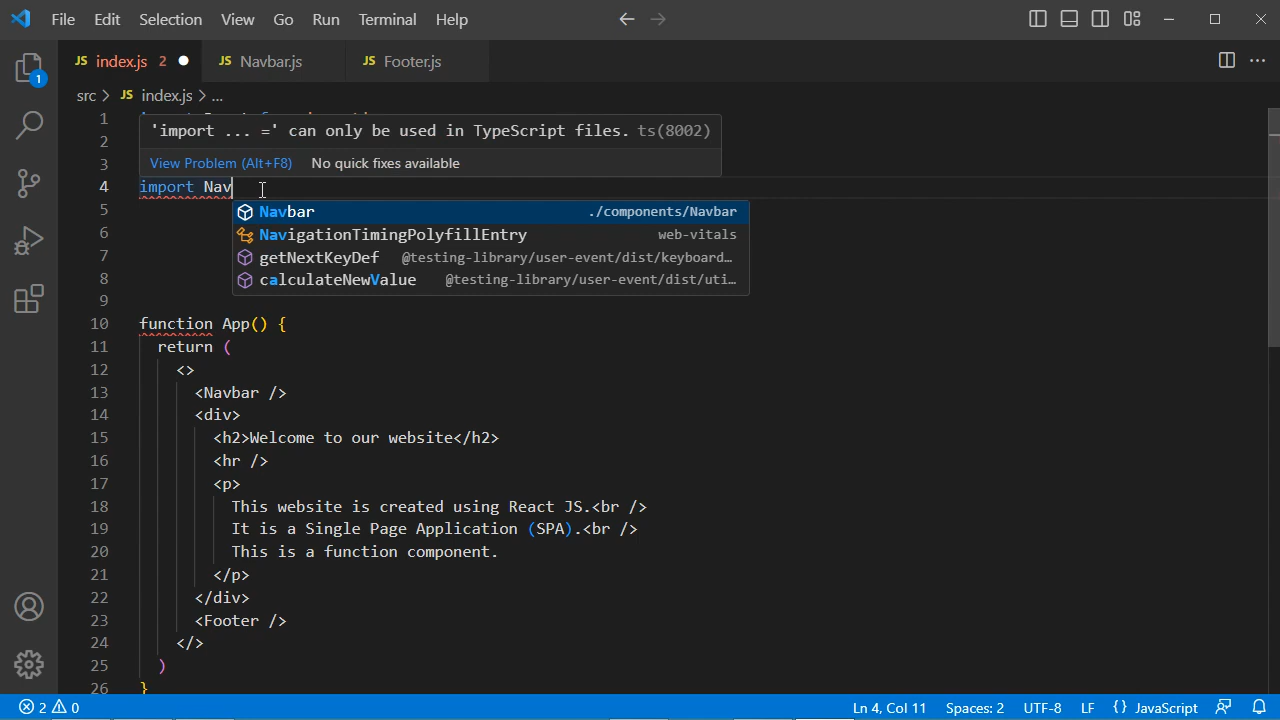 File Edit Selection View Go Run Terminal Help
JS index.js 2 JS Navbar.js JS Footer.js
1
src > JS index.js > ...
1
'import ... =' can only be used in TypeScript files. ts(8002)
2
3 View Problem (Alt+F8) No quick fixes available
4 import Nav
5 Navbar ./components/Navbar
6 NavigationTimingPolyfillEntry web-vitals
7 getNextKeyDef @testing-library/user-event/dist/keyboard…
8 calculateNewValue @testing-library/user-event/dist/uti…
9
10 function App() {
11 return (
12 <>
13 <Navbar />
14 <div>
15 <h2>Welcome to our website</h2>
16 <hr />
17 <p>
18 This website is created using React JS.<br />
19 It is a Single Page Application (SPA).<br />
20 This is a function component.
21 </p>
22 </div>
23 <Footer />
24 </>
25 )
26 }
2 0 Ln 4, Col 11 Spaces: 2 UTF-8 LF {} JavaScript